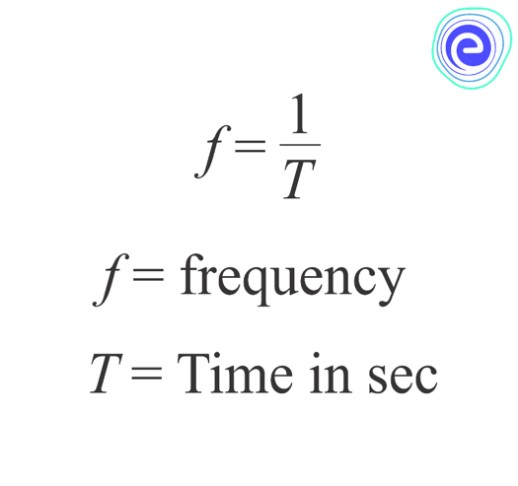 f = 1/T
f = frequency
T = Time in sec